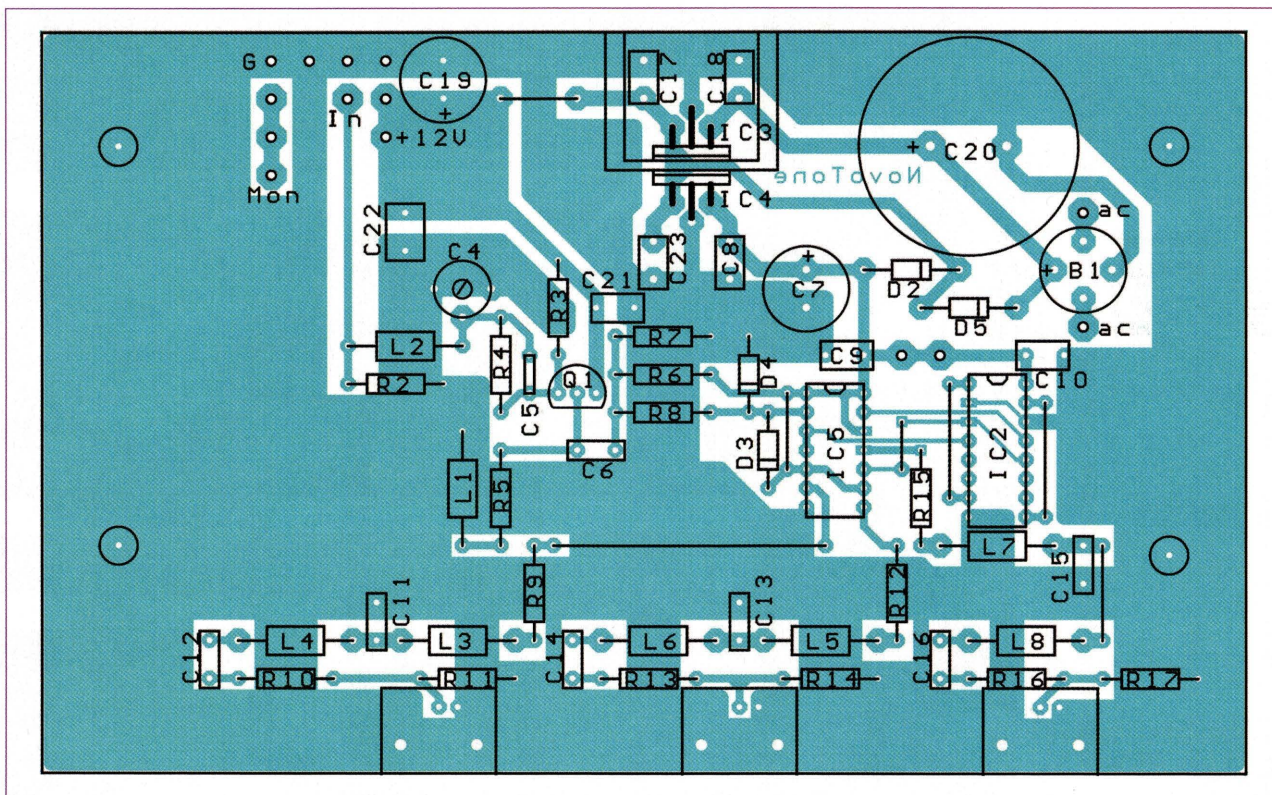 G
C19
+
C17
C18
In
+12V
IC3
+
C20
Mon
NovoTone
IC4
ac
C22
C4
C23
C8
+
C7
+
B1
R3
C21
D2
D5
ac
L2
R4
R7
C9
C10
R2
C5
Q1
R6
D4
R8
D3
IC5
IC2
C6
L1
R5
R15
L7
C15
R9
R12
C11
C13
C12
L4
L3
C14
L6
L5
C16
L8
R10
R11
R13
R14
R16
R17